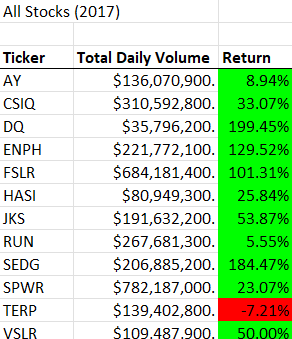 All Stocks (2017)
Ticker Total Daily Volume Return
AY $136,070,900. 8.94%
CSIQ $310,592,800. 33.07%
DQ $35,796,200. 199.45%
ENPH $221,772,100. 129.52%
FSLR $684,181,400. 101.31%
HASI $80,949,300. 25.84%
JKS $191,632,200. 53.87%
RUN $267,681,300. 5.55%
SEDG $206,885,200. 184.47%
SPWR $782,187,000. 23.07%
TERP $139,402,800. -7.21%
VSLR $109,487,900. 50.00%